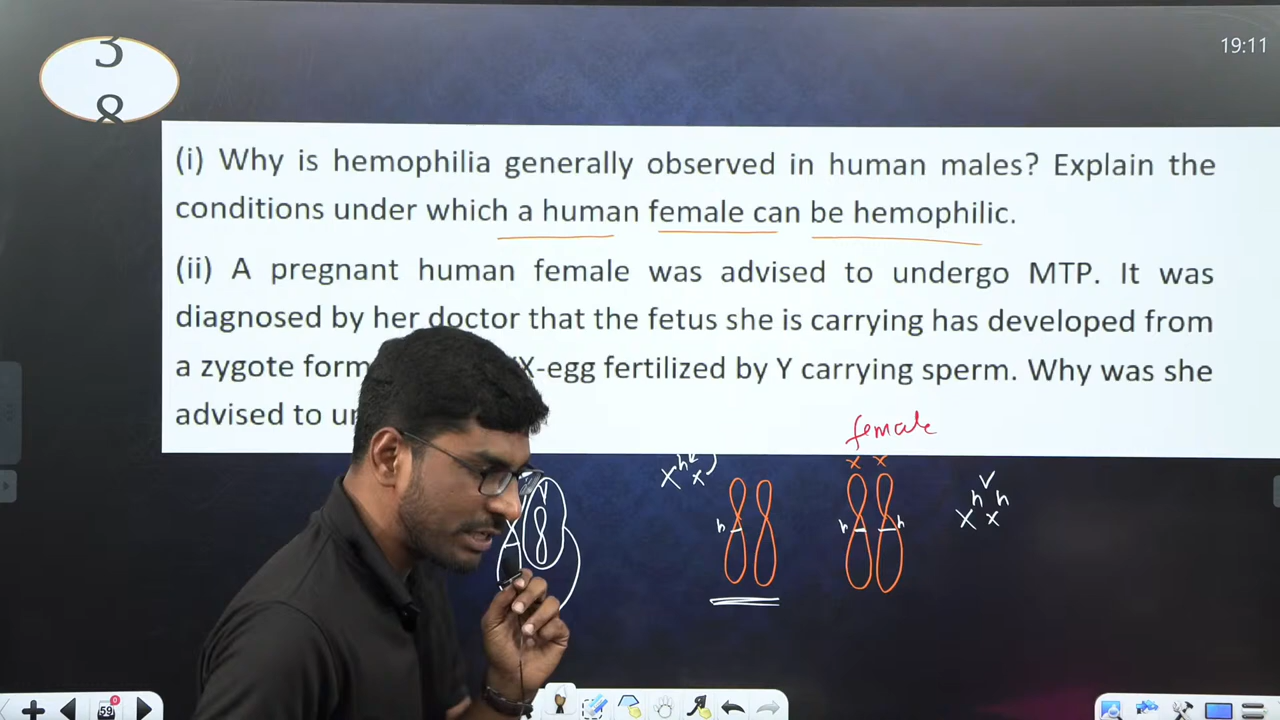 3
8
19:11
(i) Why is hemophilia generally observed in human males? Explain the
conditions under which a human female can be hemophilic.
(ii) A pregnant human female was advised to undergo MTP. It was
diagnosed by her doctor that the fetus she is carrying has developed from
a zygote form X-egg fertilized by Y carrying sperm. Why was she
advised to
female
x x
h
h h
h h
X x
59